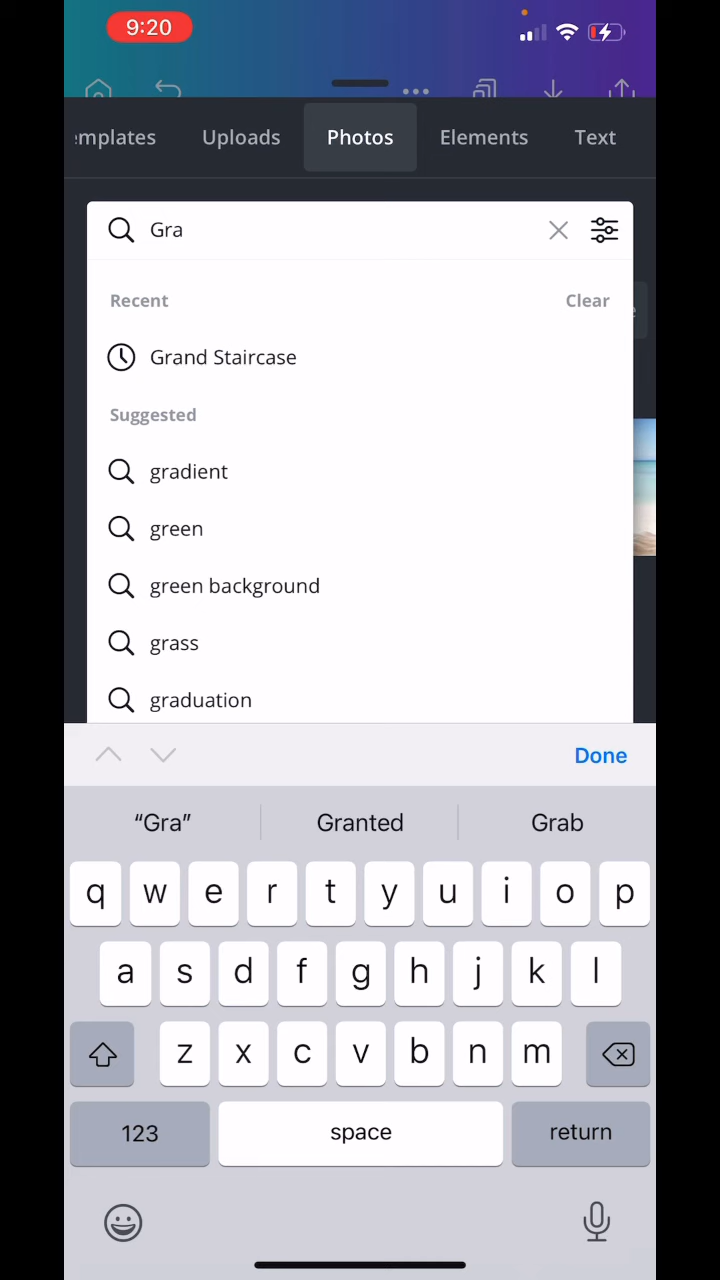 9:20
emplates Uploads Photos Elements Text
Gra
Recent Clear
Grand Staircase
Suggested
gradient
green
green background
grass
graduation
Done
“Gra” Granted Grab
q w e r t y u i o p
a s d f g h j k l
z x c v b n m
123 space return